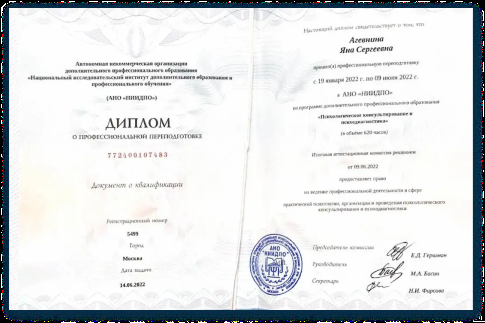 Автономная некоммерческая организация
дополнительного профессионального образования
«Национальный исследовательский институт дополнительного образования и
профессионального обучения»
(АНО «НИИДПО»)
ДИПЛОМ
О ПРОФЕССИОНАЛЬНОЙ ПЕРЕПОДГОТОВКЕ
772400107483
Документ о квалификации
Регистрационный номер
5499
Город
Москва
Дата выдачи
14.06.2022
Настоящий диплом свидетельствует о том, что
Агевнина
Яна Сергеевна
прошел(а) профессиональную переподготовку
с 19 января 2022 г. по 09 июня 2022 г.
в АНО «НИИДПО»
по программе дополнительного профессионального образования
«Психологическое консультирование и
психодиагностика»
(в объеме 620 часов)
Итоговая аттестационная комиссия решением
от 09.06.2022
предоставляет право
на ведение профессиональной деятельности в сфере
практической психологии, организации и проведения психологического
консультирования и психодиагностики
АНО
"НИИДПО"
Председатель комиссии
Е.Д. Германам
Руководитель
М.А. Басин
Секретарь
Н.И. Фирсова